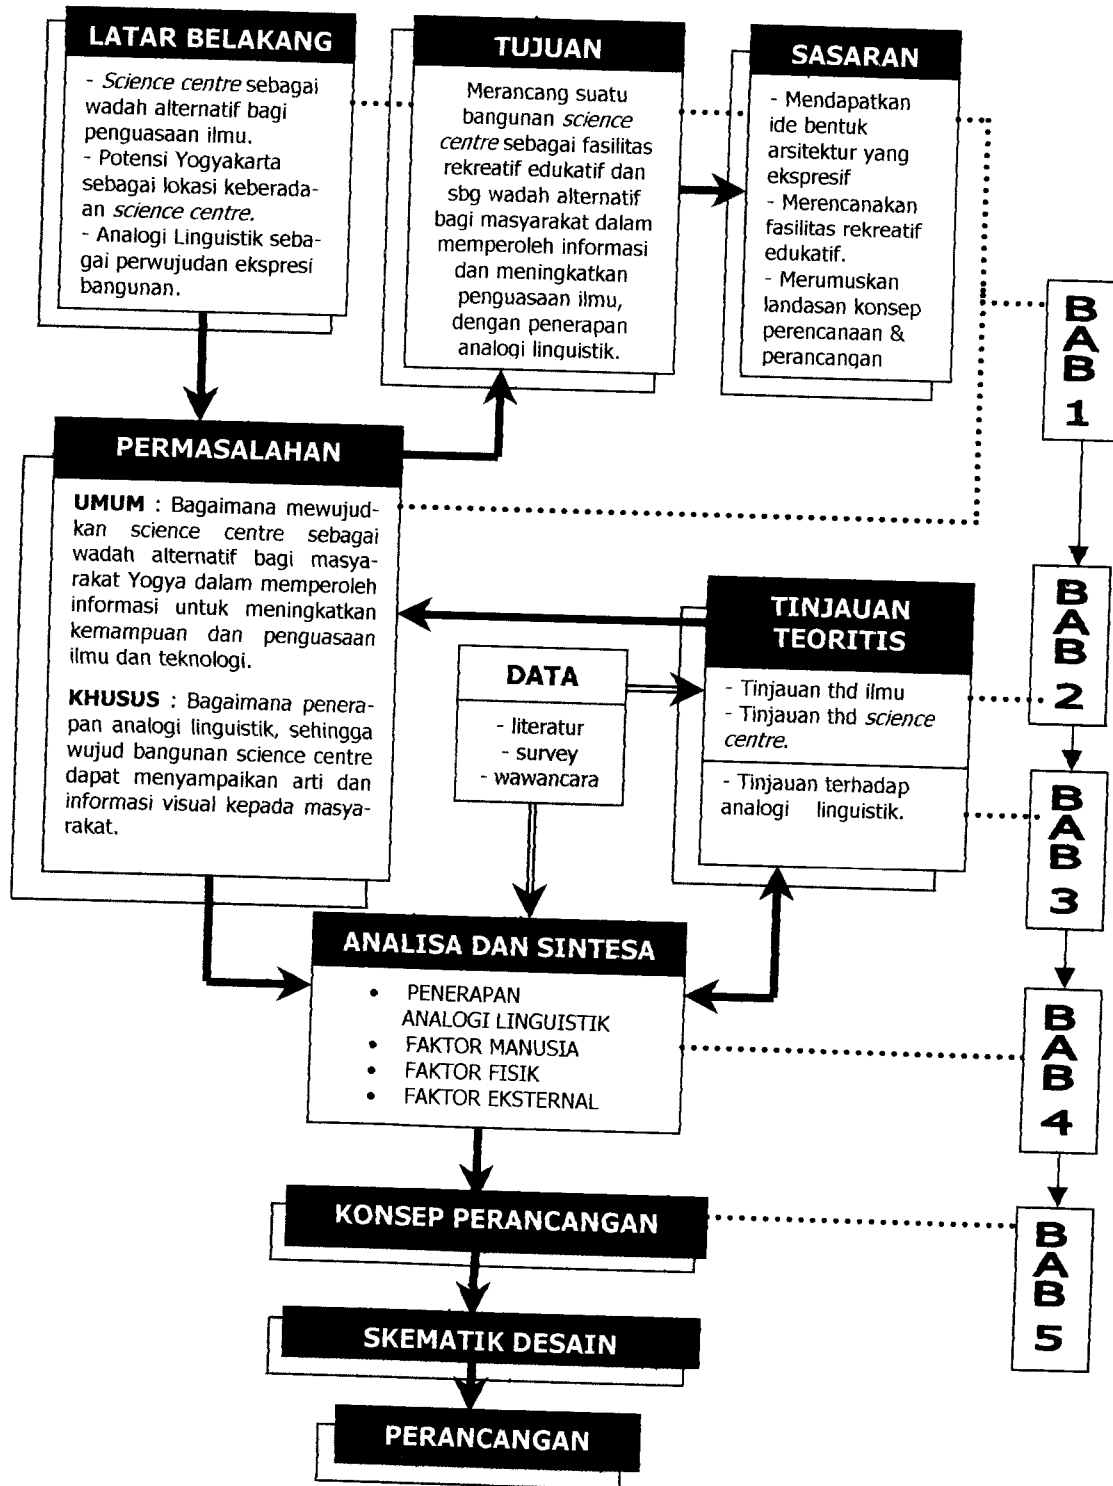 LATAR BELAKANG
- Science centre sebagai
wadah alternatif bagi
penguasaan ilmu.
- Potensi Yogyakarta
sebagai lokasi keberada-
an science centre.
- Analogi Linguistik seba-
gai perwujudan ekspresi
bangunan.
TUJUAN
Merancang suatu
bangunan science
centre sebagai fasilitas
rekreatif edukatif dan
sbg wadah alternatif
bagi masyarakat dalam
memperoleh informasi
dan meningkatkan
penguasaan ilmu,
dengan penerapan
analogi linguistik.
SASARAN
- Mendapatkan
ide bentuk
arsitektur yang
ekspresif
- Merencanakan
fasilitas rekreatif
edukatif.
- Merumuskan
landasan konsep
perencanaan &
perancangan
BAB 1
PERMASALAHAN
UMUM : Bagaimana mewujud-
kan science centre sebagai
wadah alternatif bagi masya-
rakat Yogya dalam memperoleh
informasi untuk meningkatkan
kemampuan dan penguasaan
ilmu dan teknologi.
KHUSUS : Bagaimana penera-
pan analogi linguistik, sehingga
wujud bangunan science centre
dapat menyampaikan arti dan
informasi visual kepada masya-
rakat.
DATA
- literatur
- survey
- wawancara
TINJAUAN
TEORITIS
- Tinjauan thd ilmu
- Tinjauan thd science
centre.
- Tinjauan terhadap
analogi linguistik.
BAB 2
BAB 3
ANALISA DAN SINTESA
• PENERAPAN
ANALOGI LINGUISTIK
• FAKTOR MANUSIA
• FAKTOR FISIK
• FAKTOR EKSTERNAL
BAB 4
KONSEP PERANCANGAN
BAB 5
SKEMATIK DESAIN
PERANCANGAN